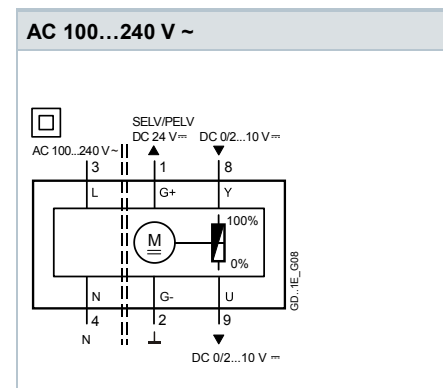 AC 100...240 V ~
SELV/PELV
DC 24 V⎓ DC 0/2...10 V⎓
AC 100...240 V~
3 1 8
L G+ Y
100%
M
0%
GD..1E_G08
N G- U
4 2 9
N
DC 0/2...10 V ⎓